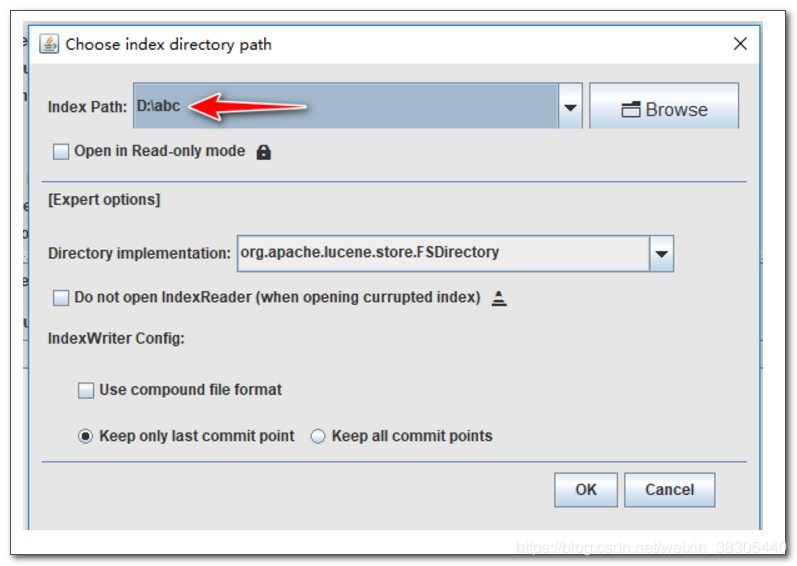 Choose index directory path
Index Path: D:\abc Browse
Open in Read-only mode
[Expert options]
Directory implementation: org.apache.lucene.store.FSDirectory
Do not open IndexReader (when opening currupted index)
IndexWriter Config:
Use compound file format
Keep only last commit point Keep all commit points
OK Cancel
https://blog.csdn.net/weixin_38305440